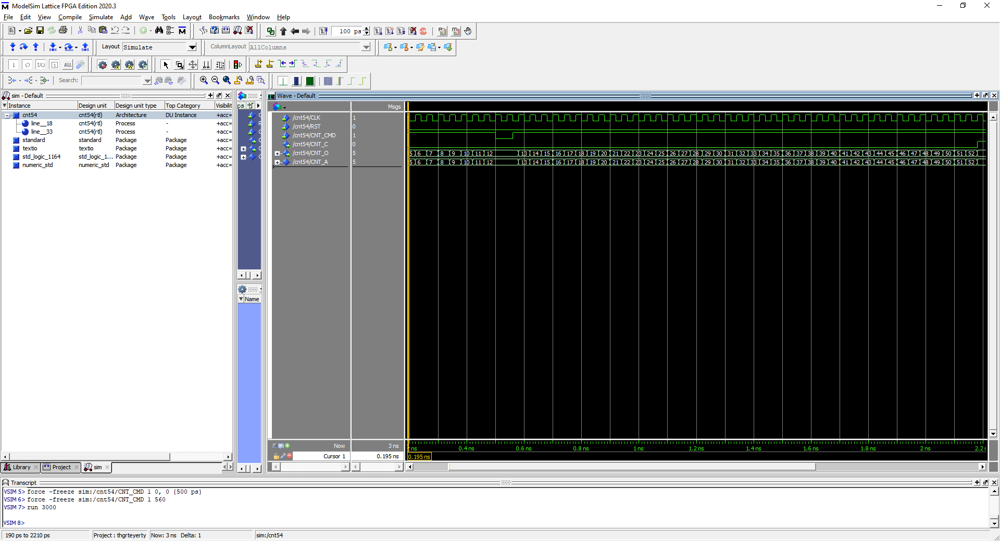 ModelSim Lattice FPGA Edition 2020.3
File Edit View Compile Simulate Add Wave Tools Layout Bookmarks Window Help
100 ps
Layout Simulate ColumnLayout AllColumns
Search:
sim - Default
Instance Design unit Design unit type Top Category Visibilit
cnt54 cnt54(rtl) Architecture DU Instance +acc=
line__18 cnt54(rtl) Process - +acc=
line__33 cnt54(rtl) Process - +acc=
standard standard Package Package +acc=
textio textio Package Package +acc=
std_logic_1164 std_logic_1... Package Package +acc=
numeric_std numeric_std Package Package +acc=
Library Project sim
ps
Name
Wave - Default
Msgs
/cnt54/CLK 1
/cnt54/RST 0
/cnt54/CNT_CMD 1
/cnt54/CNT_C 0
/cnt54/CNT_O 5 5 6 7 8 9 10 11 12 13 14 15 16 17 18 19 20 21 22 23 24 25 26 27 28 29 30 31 32 33 34 35 36 37 38 39 40 41 42 43 44 45 46 47 48 49 50 51 52
/cnt54/CNT_A 5 5 6 7 8 9 10 11 12 13 14 15 16 17 18 19 20 21 22 23 24 25 26 27 28 29 30 31 32 33 34 35 36 37 38 39 40 41 42 43 44 45 46 47 48 49 50 51 52
Now 3 ns ns 0.4 ns 0.6 ns 0.8 ns 1 ns 1.2 ns 1.4 ns 1.6 ns 1.8 ns 2 ns 2.2 r
Cursor 1 0.195 ns 0.195 ns
Transcript
VSIM 5> force -freeze sim:/cnt54/CNT_CMD 1 0, 0 {500 ps}
VSIM 6> force -freeze sim:/cnt54/CNT_CMD 1 560
VSIM 7> run 3000
VSIM 8>
190 ps to 2210 ps Project : thgrteyerty Now: 3 ns Delta: 1 sim:/cnt54